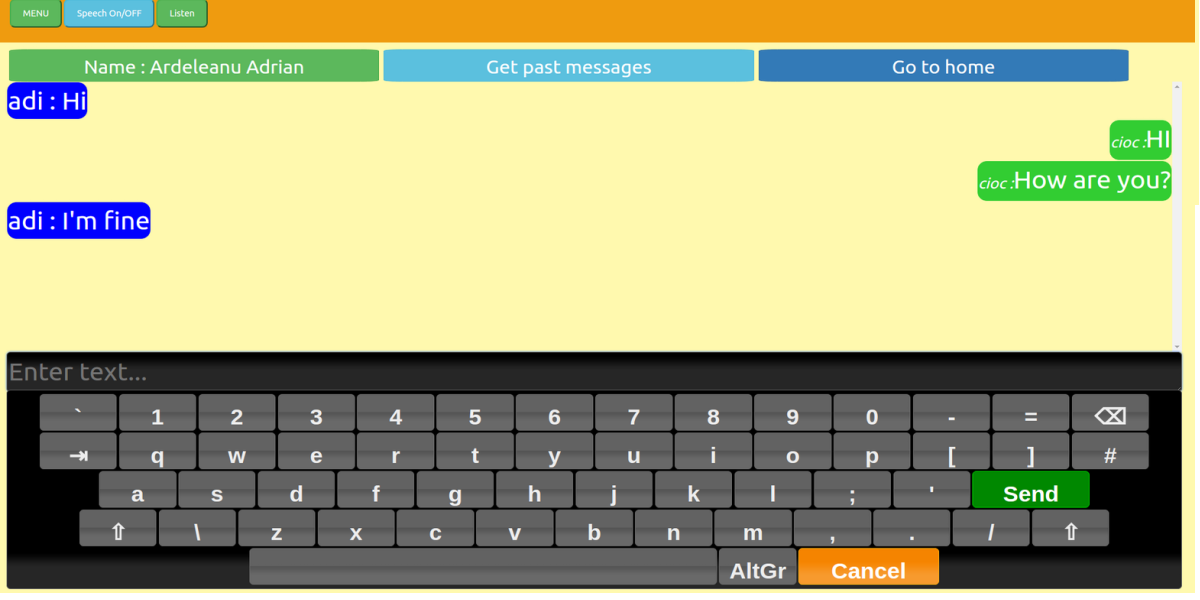 MENU Speech On/OFF Listen
Name : Ardeleanu Adrian Get past messages Go to home
adi : Hi
cioc :HI
cioc :How are you?
adi : I'm fine
Enter text...
` 1 2 3 4 5 6 7 8 9 0 - = ⌫
⇥ q w e r t y u i o p [ ] #
a s d f g h j k l ; ' Send
⇧ \ z x c v b n m , . / ⇧
AltGr Cancel